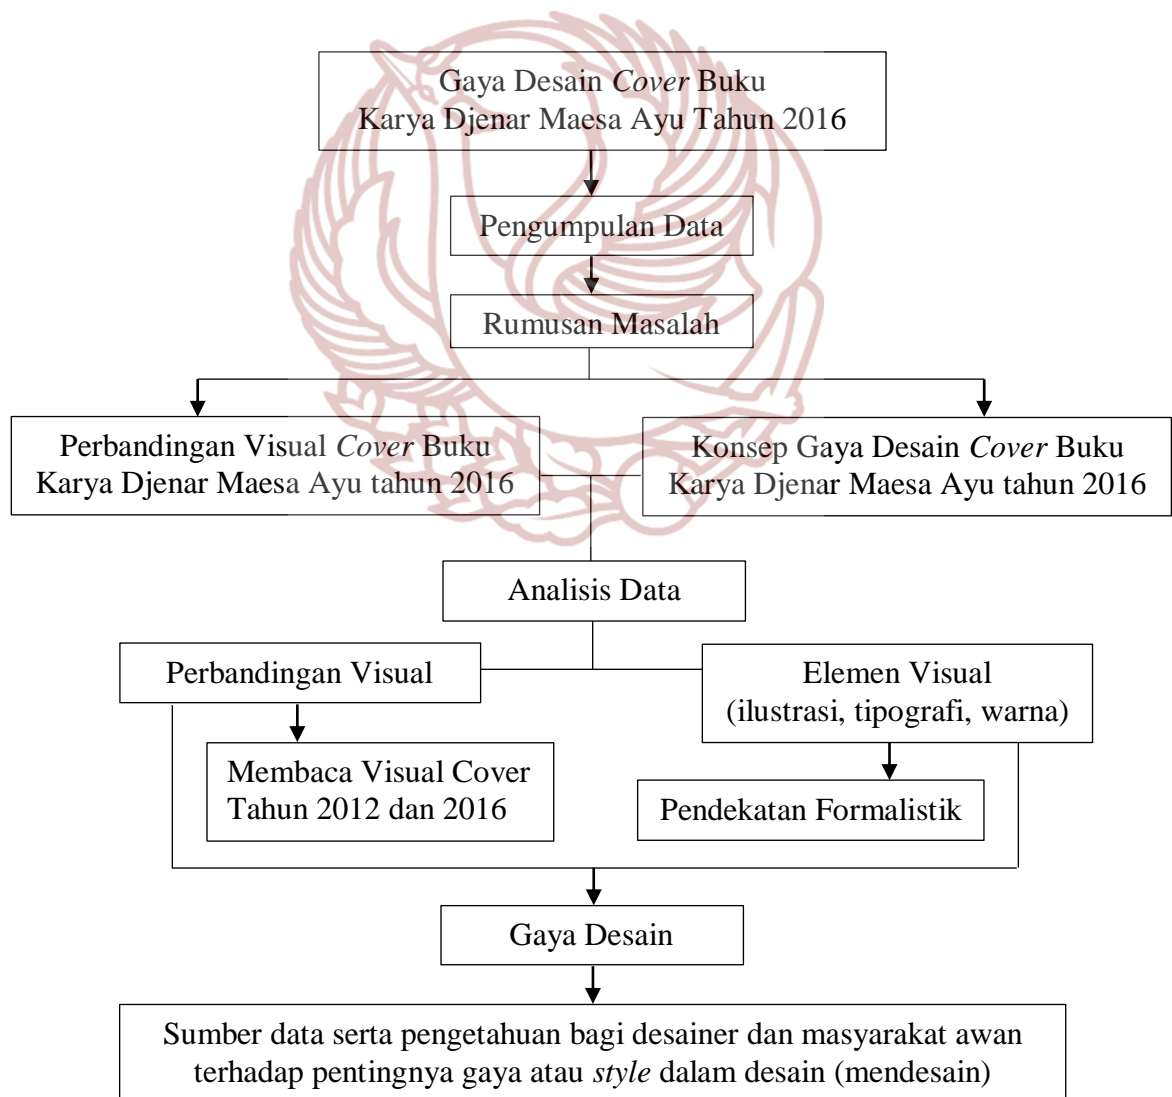 Gaya Desain Cover Buku
Karya Djenar Maesa Ayu Tahun 2016
Pengumpulan Data
Rumusan Masalah
Perbandingan Visual Cover Buku
Karya Djenar Maesa Ayu tahun 2016
Konsep Gaya Desain Cover Buku
Karya Djenar Maesa Ayu tahun 2016
Analisis Data
Perbandingan Visual
Elemen Visual
(ilustrasi, tipografi, warna)
Membaca Visual Cover
Tahun 2012 dan 2016
Pendekatan Formalistik
Gaya Desain
Sumber data serta pengetahuan bagi desainer dan masyarakat awan
terhadap pentingnya gaya atau style dalam desain (mendesain)